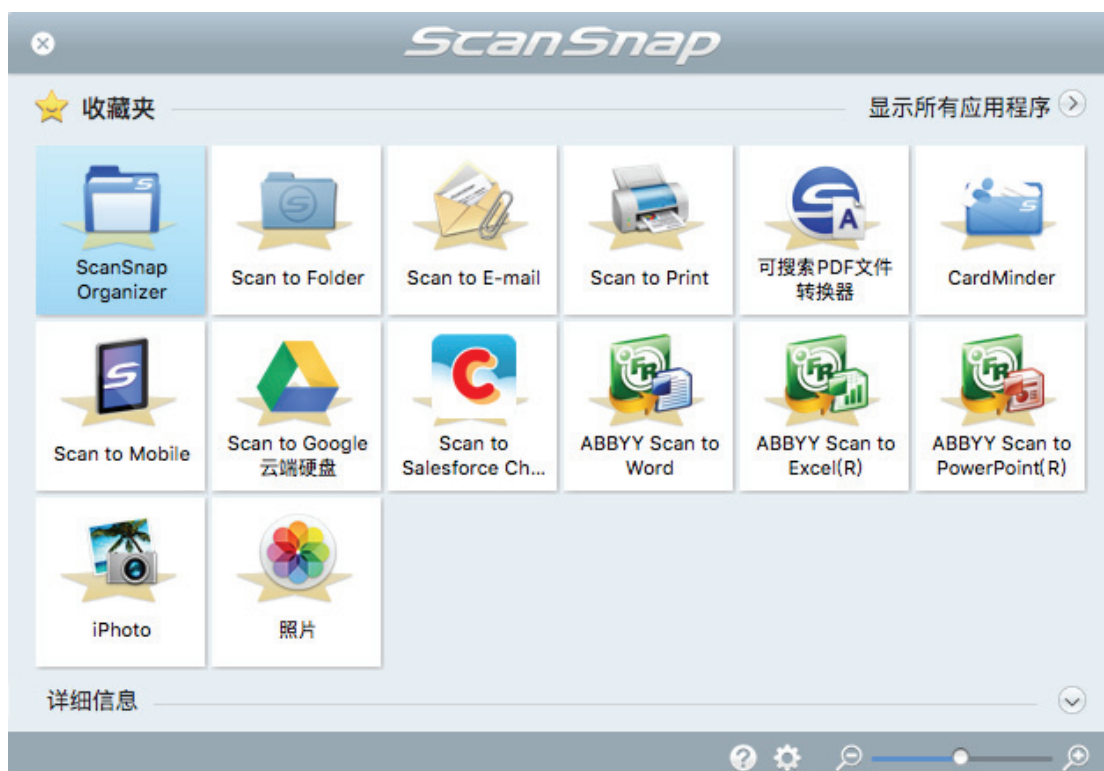 ScanSnap
收藏夹
显示所有应用程序
ScanSnap
Organizer
Scan to Folder
Scan to E-mail
Scan to Print
可搜索PDF文件
转换器
CardMinder
Scan to Mobile
Scan to Google
云端硬盘
Scan to
Salesforce Ch...
ABBYY Scan to
Word
ABBYY Scan to
Excel(R)
ABBYY Scan to
PowerPoint(R)
iPhoto
照片
详细信息